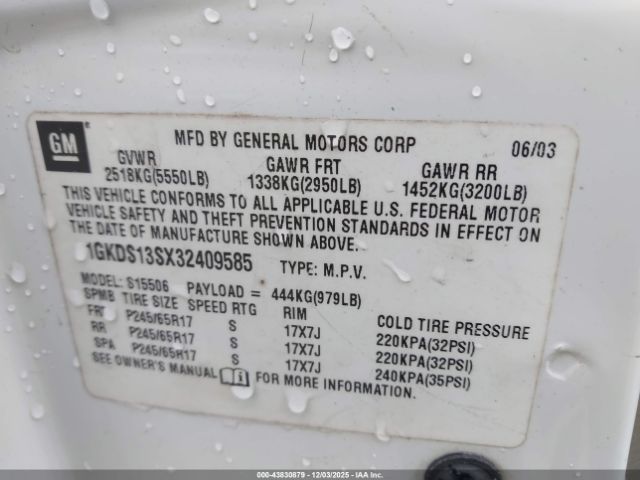 GM
MFD BY GENERAL MOTORS CORP 06/03
GVWR GAWR FRT GAWR RR
2518KG(5550LB) 1338KG(2950LB) 1452KG(3200LB)
THIS VEHICLE CONFORMS TO ALL APPLICABLE U.S. FEDERAL MOTOR
VEHICLE SAFETY AND THEFT PREVENTION STANDARDS IN EFFECT ON
THE DATE OF MANUFACTURE SHOWN ABOVE.
1GKDS13SX32409585 TYPE: M.P.V.
MODEL: S15506 PAYLOAD = 444KG(979LB)
SPMB TIRE SIZE SPEED RTG RIM COLD TIRE PRESSURE
FRT P245/65R17 S 17X7J 220KPA(32PSI)
RR P245/65R17 S 17X7J 220KPA(32PSI)
SPA P245/65R17 S 17X7J 240KPA(35PSI)
SEE OWNER'S MANUAL FOR MORE INFORMATION.
00-43830879 - 12/03/2025 - IAAI.COM